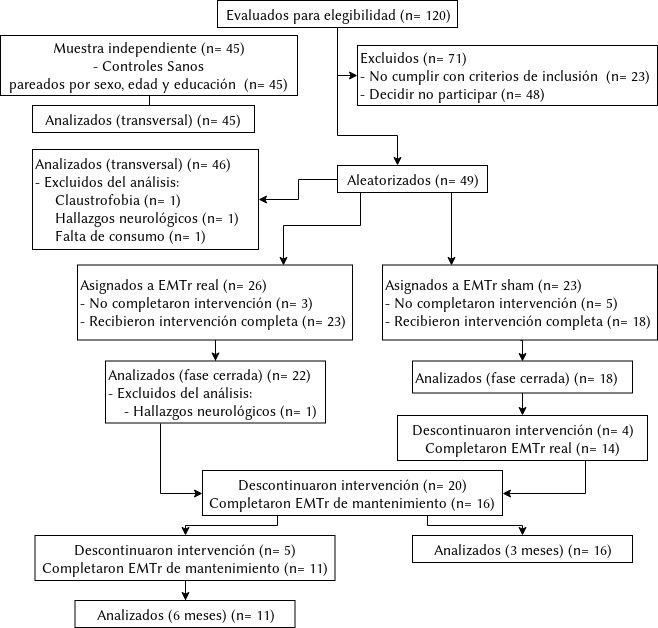 Evaluados para elegibilidad (n= 120)
Muestra independiente (n= 45)
- Controles Sanos
pareados por sexo, edad y educación (n= 45)
Excluidos (n= 71)
- No cumplir con criterios de inclusión (n= 23)
- Decidir no participar (n= 48)
Analizados (transversal) (n= 45)
Analizados (transversal) (n= 46)
- Excluidos del análisis:
Claustrofobia (n= 1)
Hallazgos neurológicos (n= 1)
Falta de consumo (n= 1)
Aleatorizados (n= 49)
Asignados a EMTr real (n= 26)
- No completaron intervención (n= 3)
- Recibieron intervención completa (n= 23)
Asignados a EMTr sham (n= 23)
- No completaron intervención (n= 5)
- Recibieron intervención completa (n= 18)
Analizados (fase cerrada) (n= 22)
- Excluidos del análisis:
- Hallazgos neurológicos (n= 1)
Analizados (fase cerrada) (n= 18)
Descontinuaron intervención (n= 4)
Completaron EMTr real (n= 14)
Descontinuaron intervención (n= 20)
Completaron EMTr de mantenimiento (n= 16)
Descontinuaron intervención (n= 5)
Completaron EMTr de mantenimiento (n= 11)
Analizados (3 meses) (n= 16)
Analizados (6 meses) (n= 11)